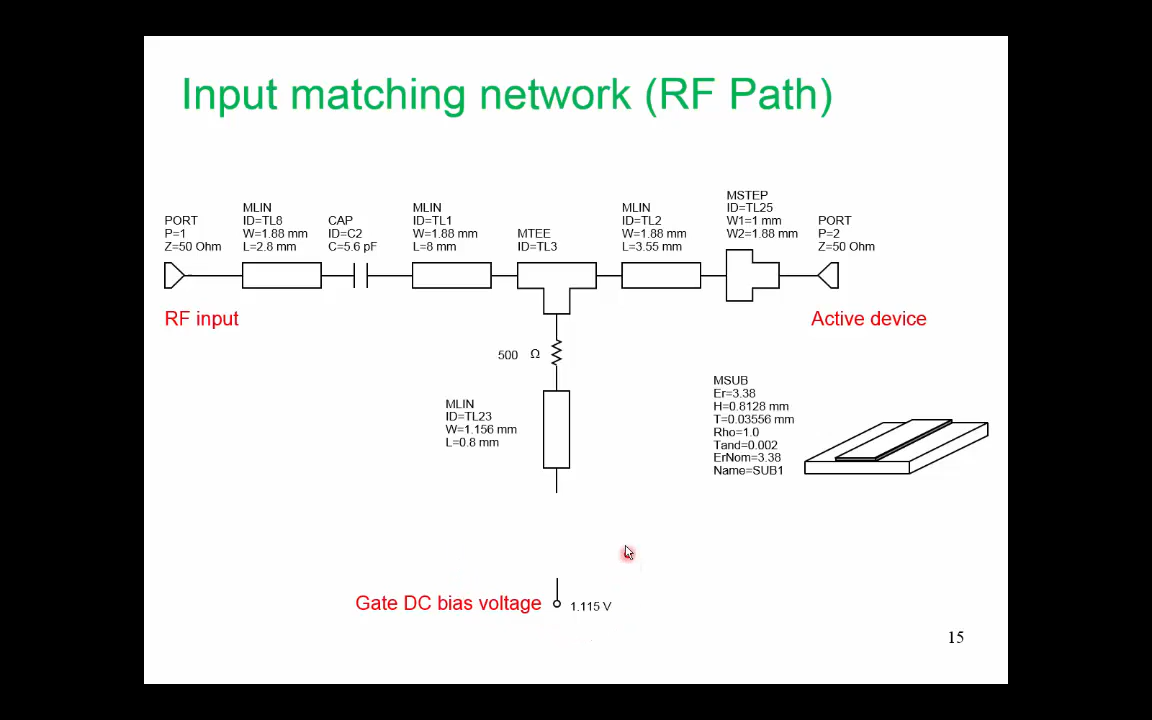 Input matching network (RF Path)
PORT
P=1
Z=50 Ohm
MLIN
ID=TL8
W=1.88 mm
L=2.8 mm
CAP
ID=C2
C=5.6 pF
MLIN
ID=TL1
W=1.88 mm
L=8 mm
MTEE
ID=TL3
MLIN
ID=TL2
W=1.88 mm
L=3.55 mm
MSTEP
ID=TL25
W1=1 mm
W2=1.88 mm
PORT
P=2
Z=50 Ohm
RF input
Active device
500 Ω
MLIN
ID=TL23
W=1.156 mm
L=0.8 mm
MSUB
Er=3.38
H=0.8128 mm
T=0.03556 mm
Rho=1.0
Tand=0.002
ErNom=3.38
Name=SUB1
Gate DC bias voltage
1.115 V
15